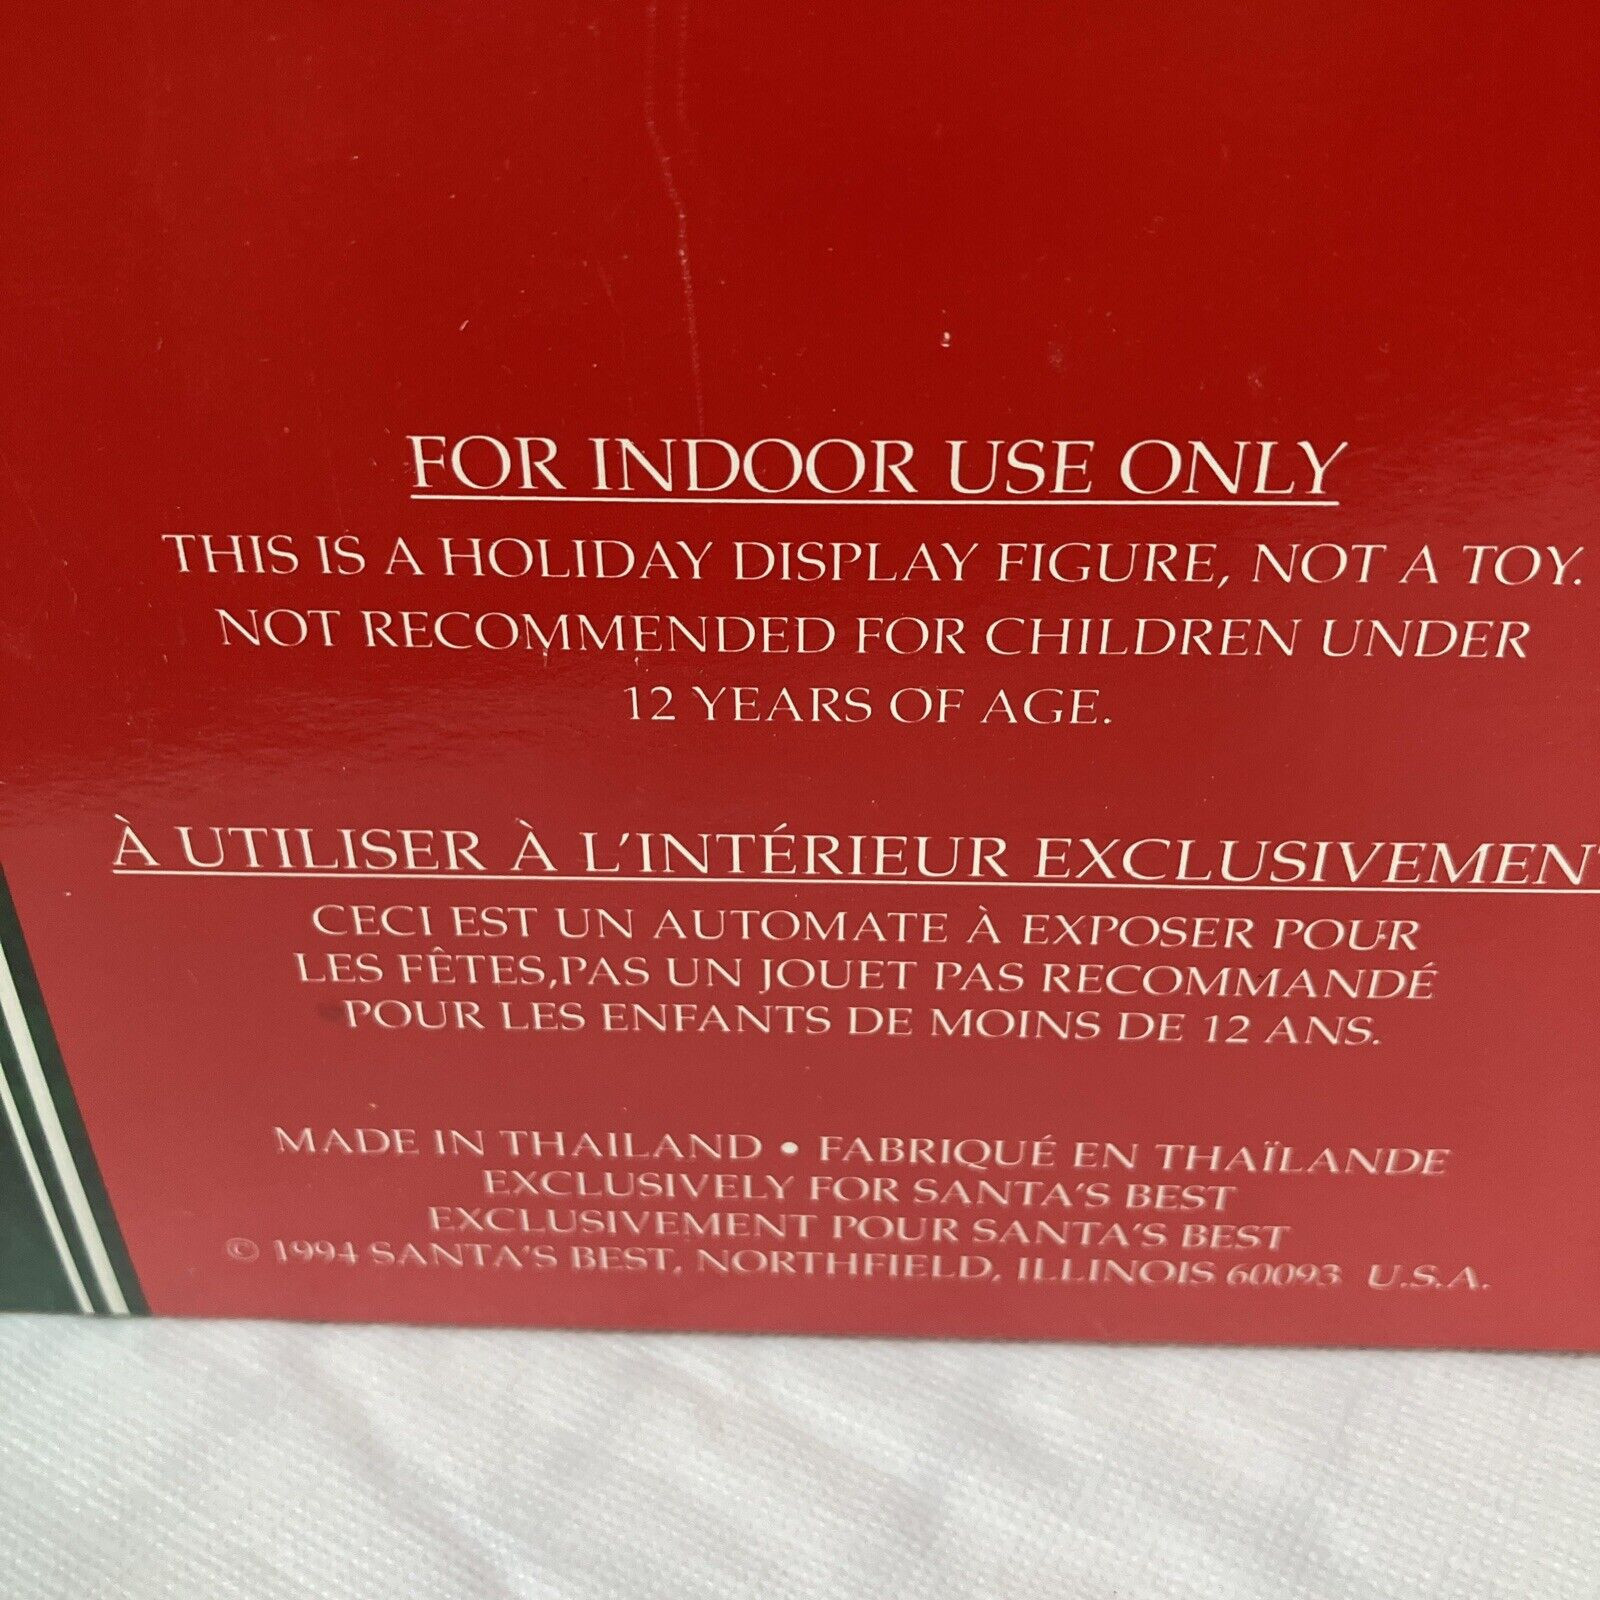 FOR INDOOR USE ONLY
THIS IS A HOLIDAY DISPLAY FIGURE, NOT A TOY.
NOT RECOMMENDED FOR CHILDREN UNDER
12 YEARS OF AGE.
À UTILISER À L'INTÉRIEUR EXCLUSIVEMENT
CECI EST UN AUTOMATE À EXPOSER POUR
LES FÊTES,PAS UN JOUET PAS RECOMMANDÉ
POUR LES ENFANTS DE MOINS DE 12 ANS.
MADE IN THAILAND • FABRIQUÉ EN THAÏLANDE
EXCLUSIVELY FOR SANTA'S BEST
EXCLUSIVEMENT POUR SANTA'S BEST
© 1994 SANTA'S BEST, NORTHFIELD, ILLINOIS 60093 U.S.A.